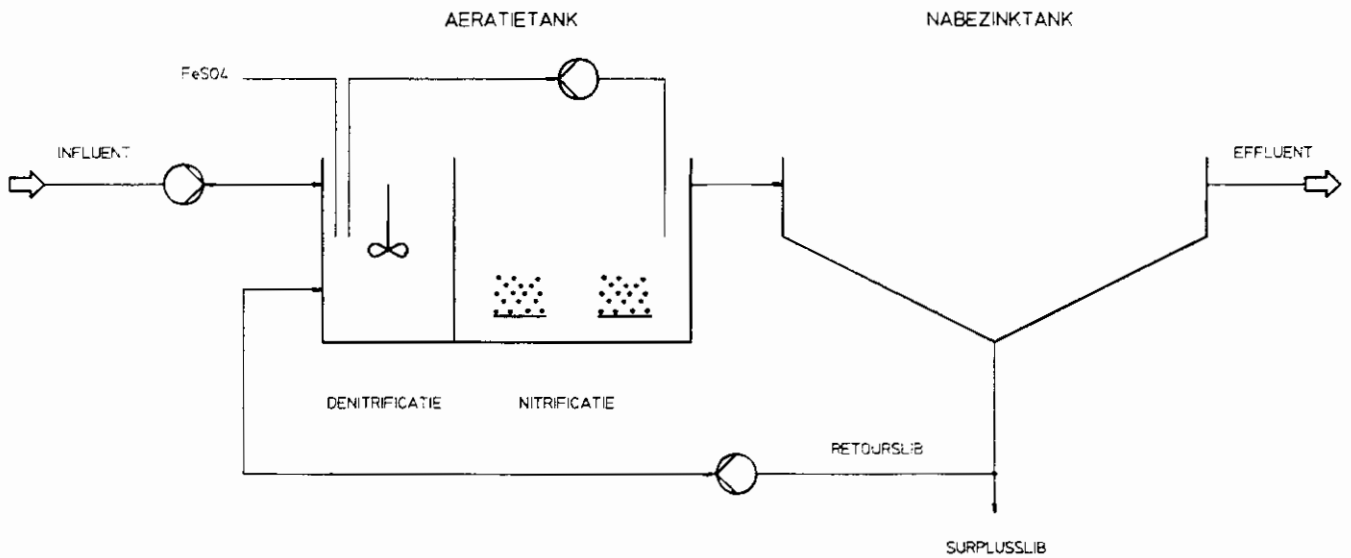 AERATIETANK
NABEZINKTANK
FeSO4
INFLUENT
EFFLUENT
DENITRIFICATIE
NITRIFICATIE
RETOURSLIB
SURPLUSSLIB